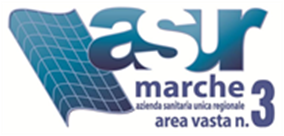 asur
marche
azienda sanitaria unica regionale
area vasta n. 3